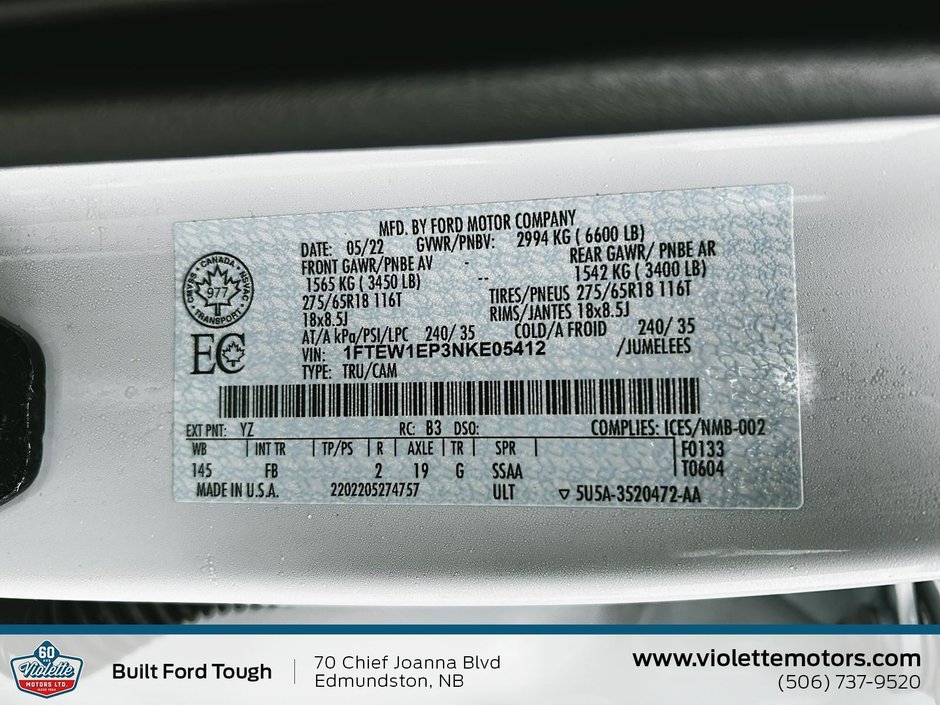 MFD. BY FORD MOTOR COMPANY
DATE: 05/22 GVWR/PNBV: 2994 KG ( 6600 LB)
FRONT GAWR/PNBE AV - REAR GAWR/ PNBE AR
1565 KG ( 3450 LB) -- 1542 KG ( 3400 LB)
275/65R18 116T TIRES/PNEUS 275/65R18 116T
18x8.5J RIMS/JANTES 18x8.5J
AT/A kPa/PSI/LPC 240/ 35 COLD/A FROID 240/ 35
VIN: 1FTEW1EP3NKE05412 /JUMELEES
TYPE: TRU/CAM
CANADA
977
TRANSPORT
EC
EXT PNT: YZ RC: B3 DSO: COMPLIES: ICES/NMB-002
WB INT TR TP/PS R AXLE TR SPR F0133
145 FB 2 19 G SSAA T0604
MADE IN U.S.A. 2202205274757 ULT ▽ 5U5A-3520472-AA
60
Violette
MOTORS LTD.
Built Ford Tough
70 Chief Joanna Blvd
Edmundston, NB
www.violettemotors.com
(506) 737-9520